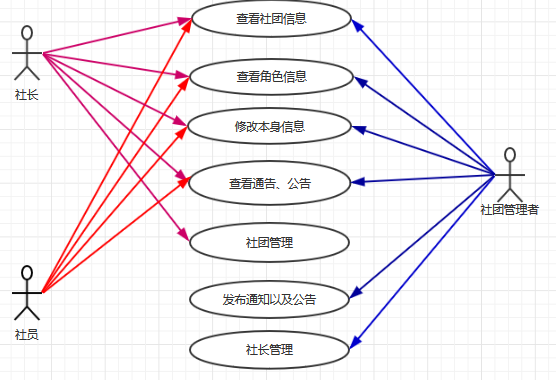 查看社团信息
社长
查看角色信息
修改本身信息
查看通告、公告
社团管理者
社团管理
发布通知以及公告
社员
社长管理